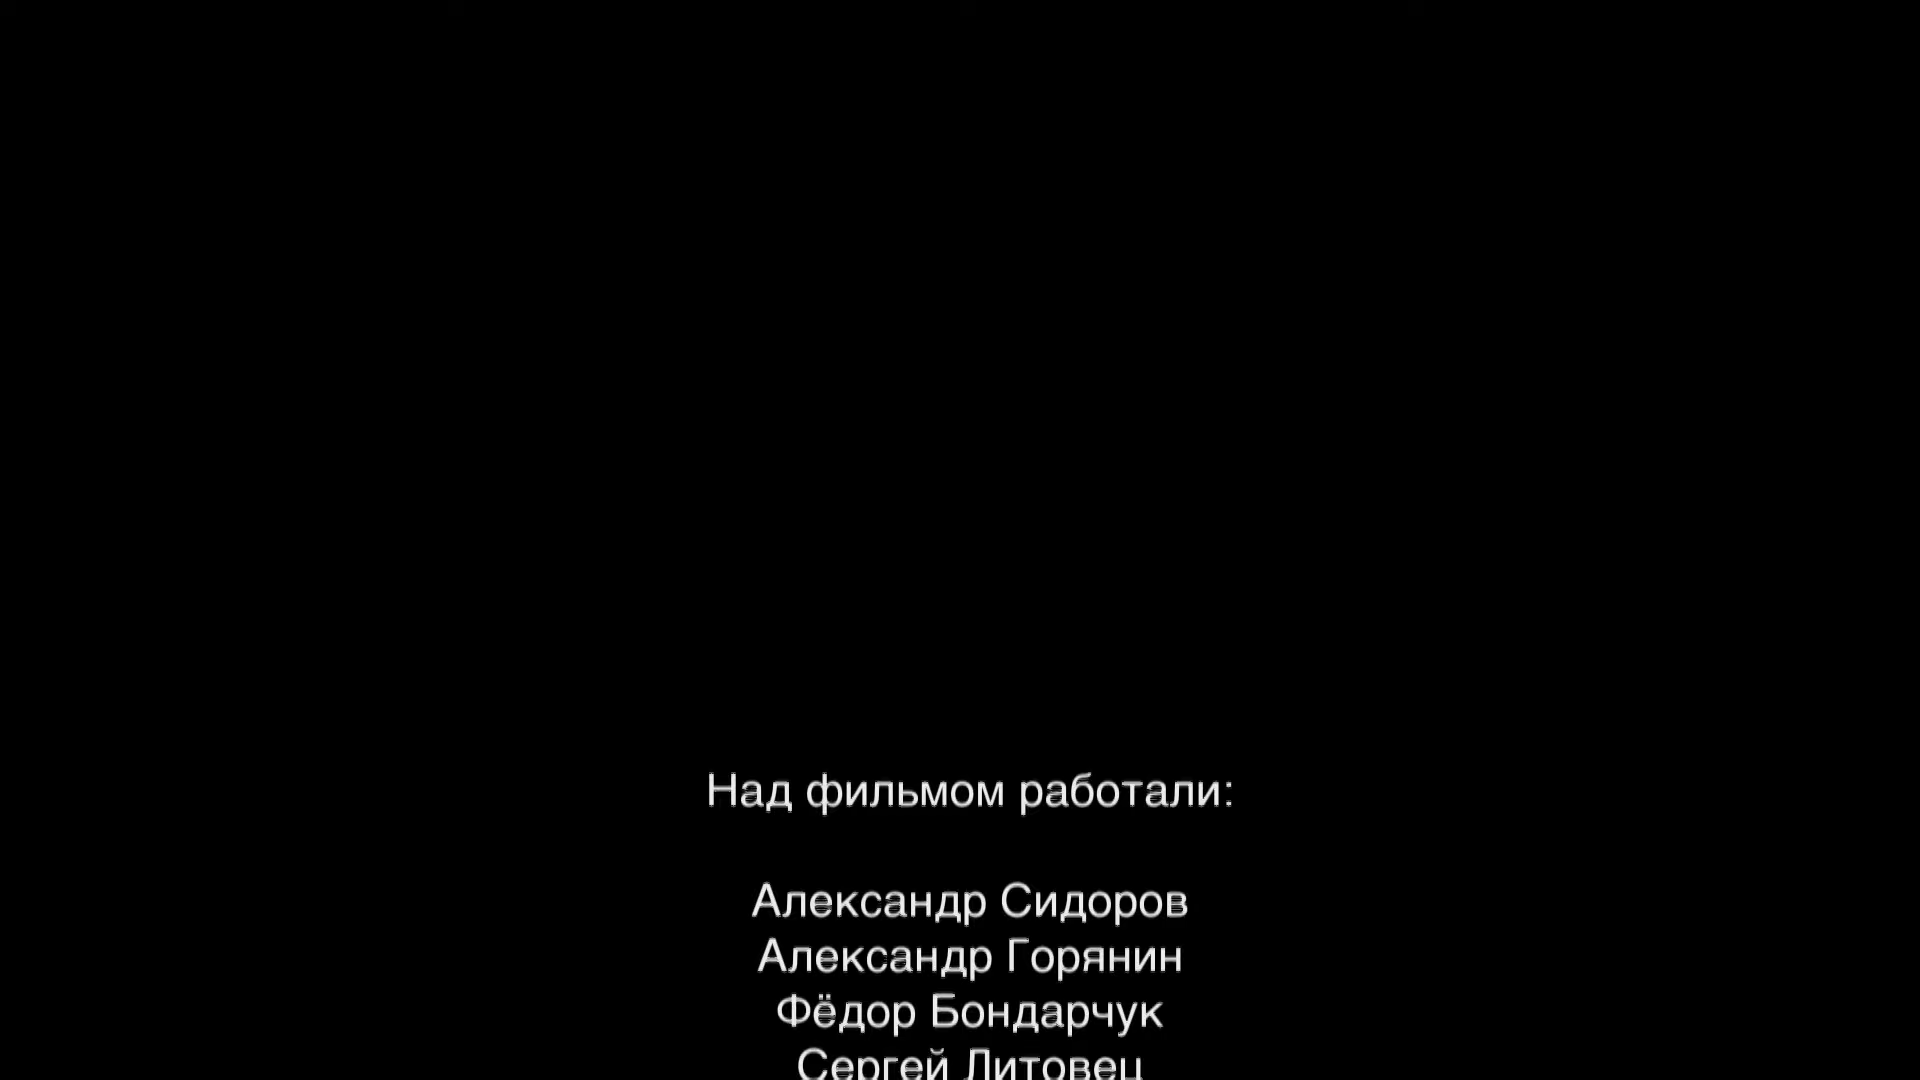 Над фильмом работали:
Александр Сидоров
Александр Горянин
Фёдор Бондарчук
Сергей Литовец